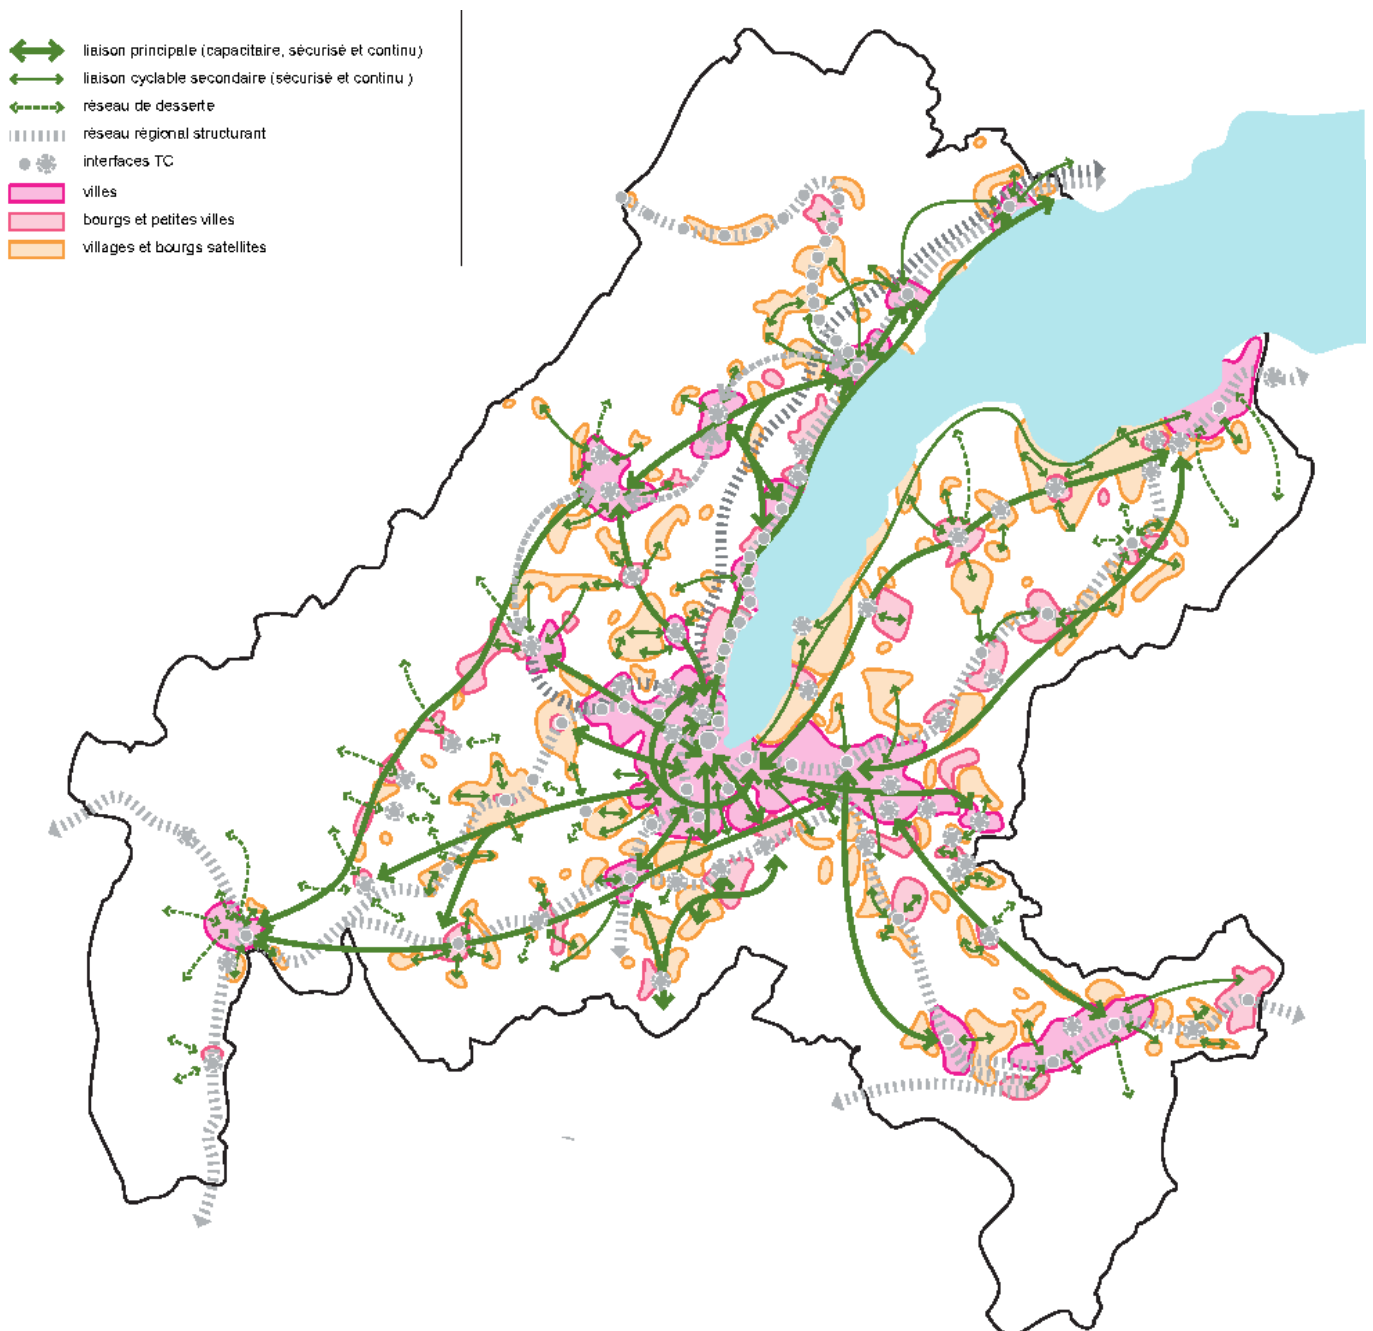 liaison principale (capacitaire, sécurisé et continu)
liaison cyclable secondaire (sécurisé et continu )
réseau de desserte
réseau régional structurant
interfaces TC
villes
bourgs et petites villes
villages et bourgs satellites